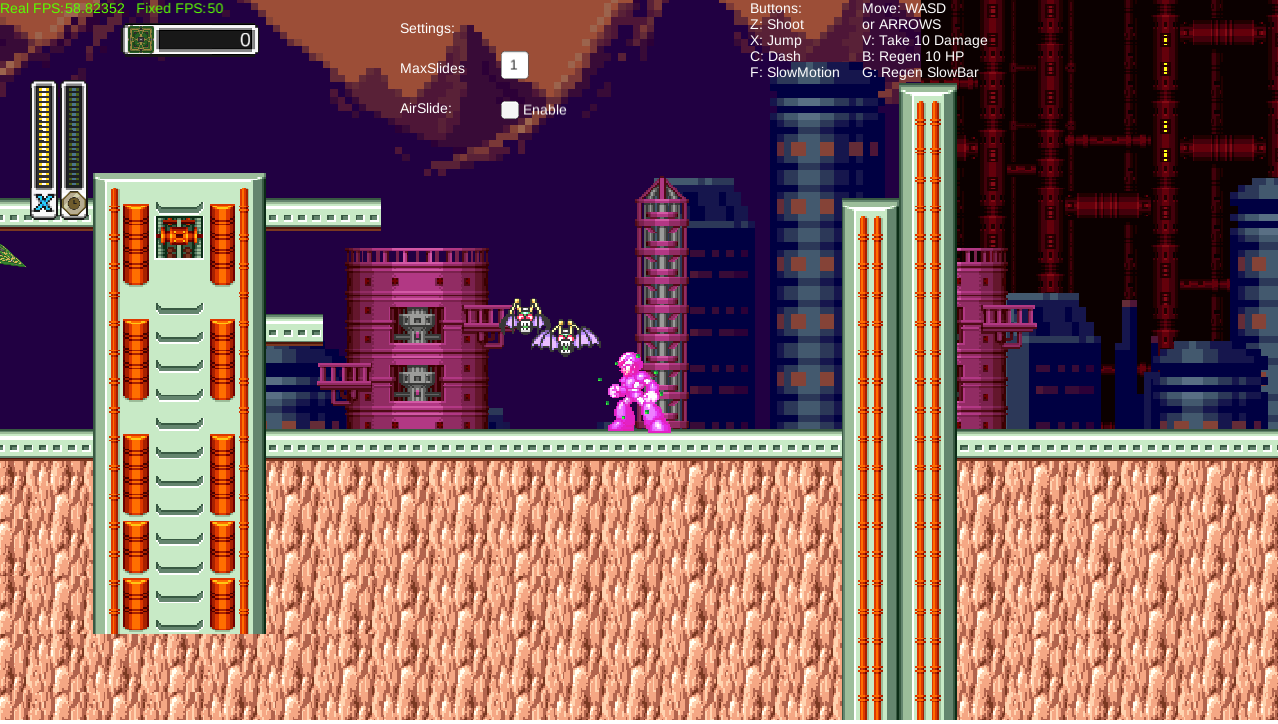 Real FPS:58.82352 Fixed FPS:50
0
Settings:
MaxSlides 1
AirSlide: Enable
Buttons: Move: WASD
Z: Shoot or ARROWS
X: Jump V: Take 10 Damage
C: Dash B: Regen 10 HP
F: SlowMotion G: Regen SlowBar
X